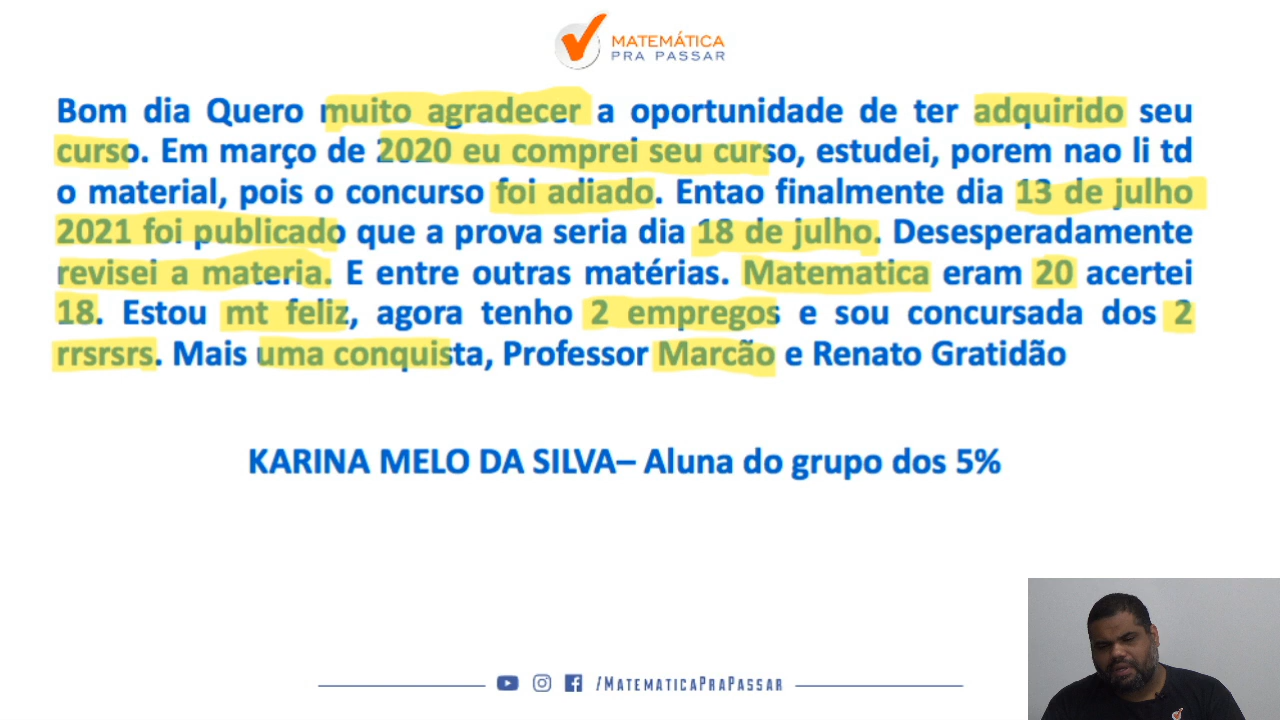 MATEMÁTICA
PRA PASSAR
Bom dia Quero muito agradecer a oportunidade de ter adquirido seu
curso. Em março de 2020 eu comprei seu curso, estudei, porem nao li td
o material, pois o concurso foi adiado. Entao finalmente dia 13 de julho
2021 foi publicado que a prova seria dia 18 de julho. Desesperadamente
revisei a materia. E entre outras matérias. Matematica eram 20 acertei
18. Estou mt feliz, agora tenho 2 empregos e sou concursada dos 2
rrsrsrs. Mais uma conquista, Professor Marcão e Renato Gratidão
KARINA MELO DA SILVA– Aluna do grupo dos 5%
/MATEMATICAPRAPASSAR